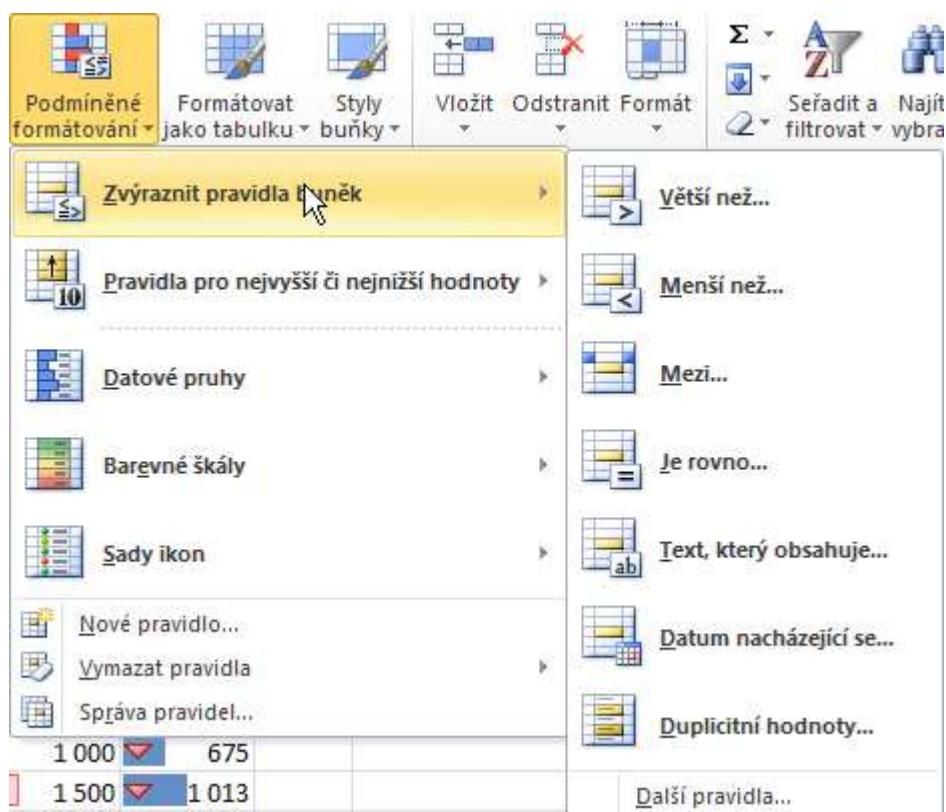 Podmíněné formátování
Formátovat jako tabulku
Styly buňky
Vložit
Odstranit
Formát
Σ
Seřadit a filtrovat
Najít
Zvýraznit pravidla buněk
Pravidla pro nejvyšší či nejnižší hodnoty
Datové pruhy
Barevné škály
Sady ikon
Nové pravidlo...
Vymazat pravidla
Správa pravidel...
Větší než...
Menší než...
Mezi...
Je rovno...
Text, který obsahuje...
Datum nacházející se...
Duplicitní hodnoty...
Další pravidla...
1 000 675
1 500 1 013